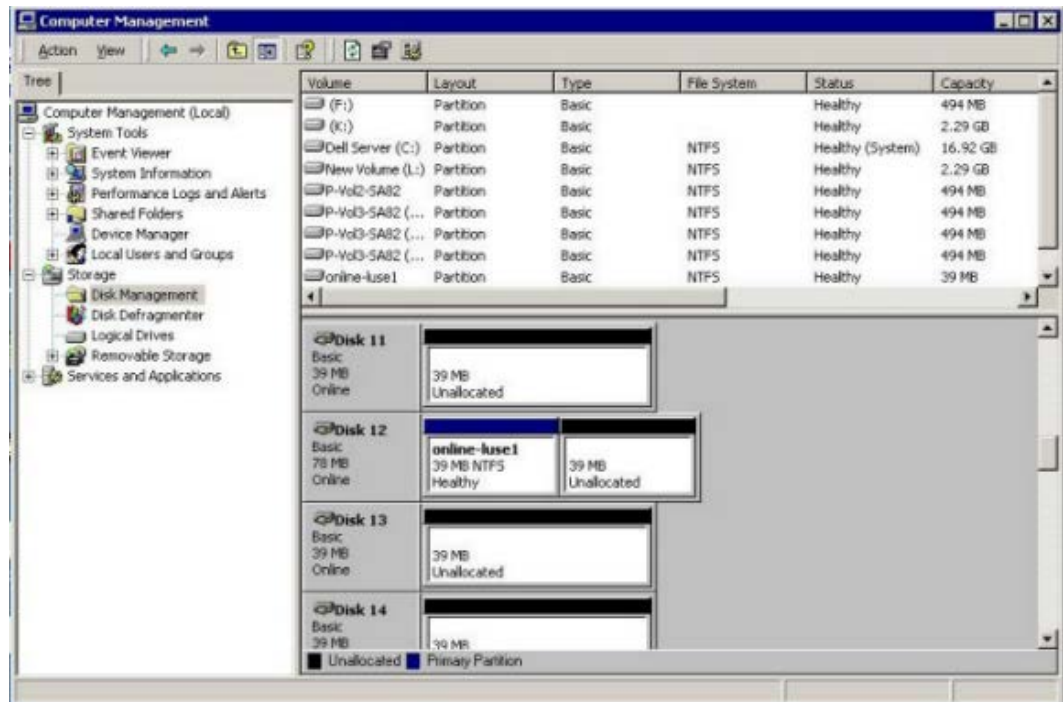 Computer Management
Action View
Tree
Computer Management (Local)
System Tools
Event Viewer
System Information
Performance Logs and Alerts
Shared Folders
Device Manager
Local Users and Groups
Storage
Disk Management
Disk Defragmenter
Logical Drives
Removable Storage
Services and Applications
Volume Layout Type File System Status Capacity
(F:) Partition Basic Healthy 494 MB
(K:) Partition Basic Healthy 2.29 GB
Dell Server (C:) Partition Basic NTFS Healthy (System) 16.92 GB
New Volume (L:) Partition Basic NTFS Healthy 2.29 GB
P-Vol2-SA82 Partition Basic NTFS Healthy 494 MB
P-Vol3-SA82 (... Partition Basic NTFS Healthy 494 MB
P-Vol3-SA82 (... Partition Basic NTFS Healthy 494 MB
P-Vol3-SA82 (... Partition Basic NTFS Healthy 494 MB
online-luse1 Partition Basic NTFS Healthy 39 MB
Disk 11
Basic
39 MB
Online
39 MB
Unallocated
Disk 12
Basic
78 MB
Online
online-luse1
39 MB NTFS
Healthy
39 MB
Unallocated
Disk 13
Basic
39 MB
Online
39 MB
Unallocated
Disk 14
Basic
39 MB
39 MB
Unallocated Primary Partition